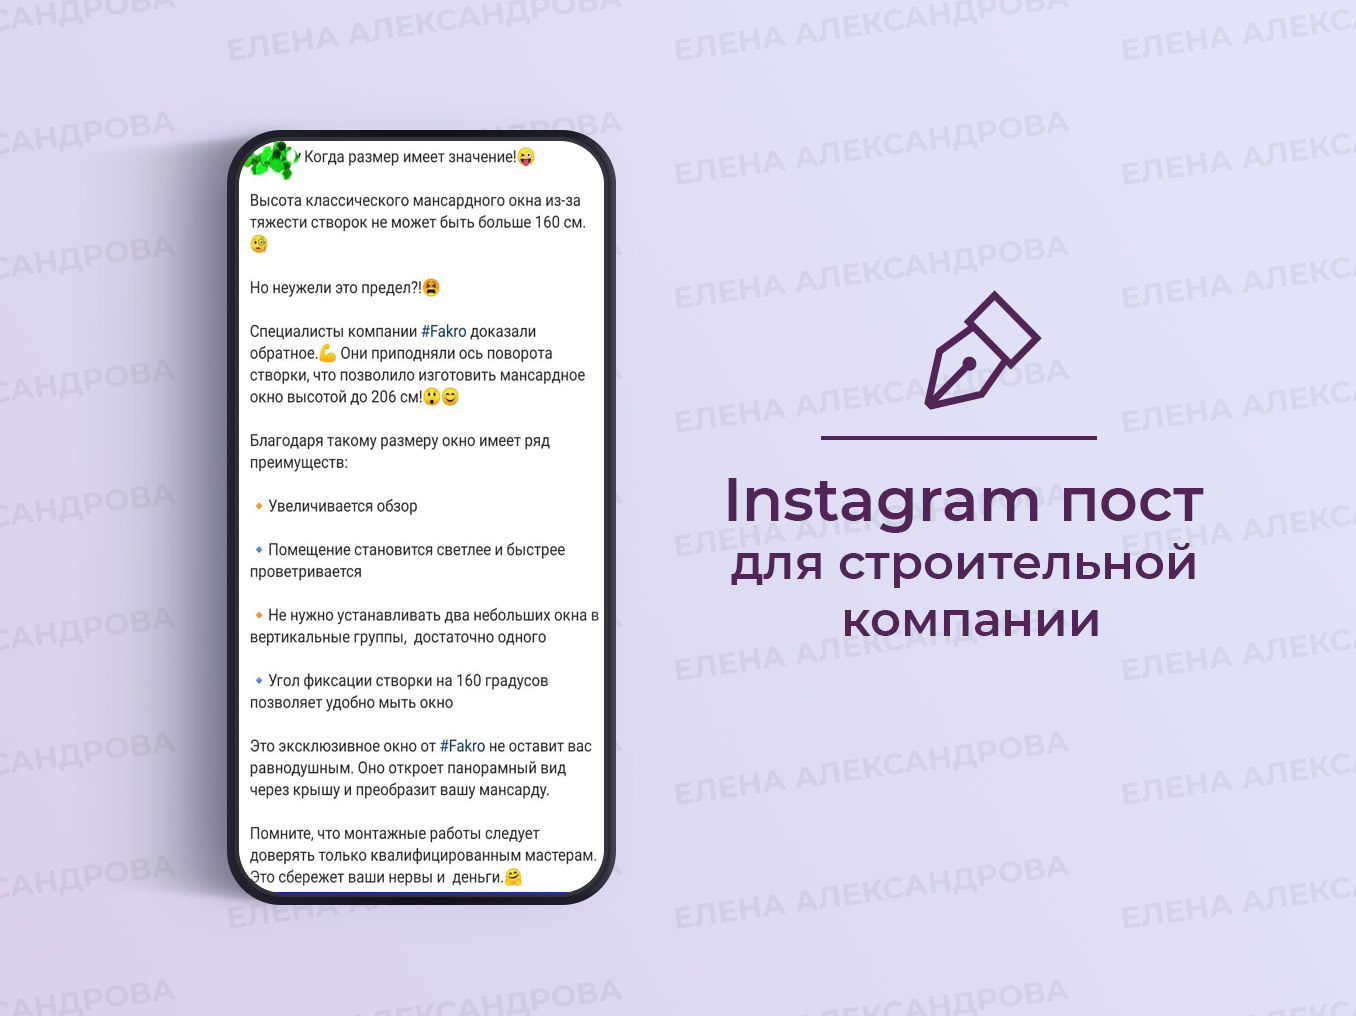 Когда размер имеет значение!😜
Высота классического мансардного окна из-за
тяжести створок не может быть больше 160 см.
🧐
Но неужели это предел?!😫
Специалисты компании #Fakro доказали
обратное.💪 Они приподняли ось поворота
створки, что позволило изготовить мансардное
окно высотой до 206 см!😲😊
Благодаря такому размеру окно имеет ряд
преимуществ:
🔸Увеличивается обзор
🔹Помещение становится светлее и быстрее
проветривается
🔸Не нужно устанавливать два небольших окна в
вертикальные группы, достаточно одного
🔹Угол фиксации створки на 160 градусов
позволяет удобно мыть окно
Это эксклюзивное окно от #Fakro не оставит вас
равнодушным. Оно откроет панорамный вид
через крышу и преобразит вашу мансарду.
Помните, что монтажные работы следует
доверять только квалифицированным мастерам.
Это сбережет ваши нервы и деньги.🤗
Instagram пост
для строительной
компании
ЕЛЕНА АЛЕКСАНДРОВА